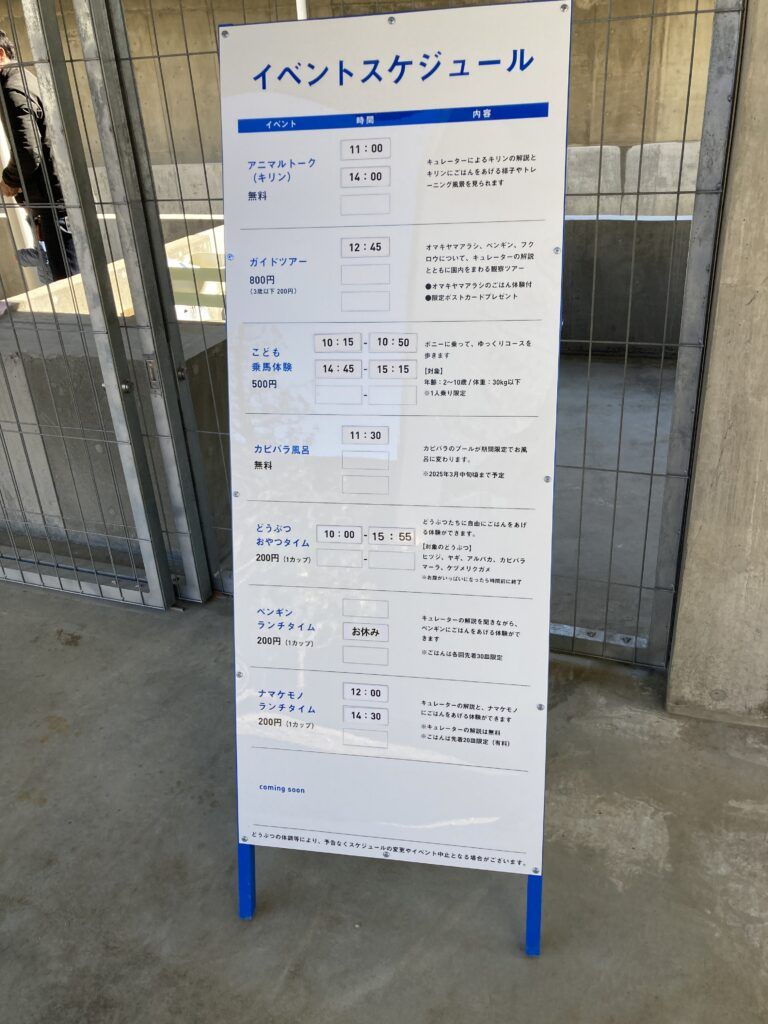 イベントスケジュール
イベント 時間 内容
アニマルトーク
(キリン)
無料
11：00
14：00
キュレーターによるキリンの解説と
キリンにごはんをあげる様子やトレ
ーニング風景を見られます
ガイドツアー
800円
(3歳以下 200円)
12：45
オマキヤマアラシ、ペンギン、フク
ロウについて、キュレーターの解説
とともに園内をまわる観察ツアー
●オマキヤマアラシのごはん体験付
●限定ポストカードプレゼント
こども
乗馬体験
500円
10：15 - 10：50
14：45 - 15：15
-
ポニーに乗って、ゆっくりコースを
歩きます
【対象】
年齢：2〜10歳 / 体重：30kg以下
※1人乗り限定
カピバラ風呂
無料
11：30
カピバラのプールが期間限定でお風
呂に変わります。
※2025年3月中旬頃まで予定
どうぶつ
おやつタイム
200円 (1カップ)
10：00 - 15：55
-
どうぶつたちに自由にごはんをあげ
る体験ができます。
【対象のどうぶつ】
ヒツジ、ヤギ、アルパカ、カピバラ
マーラ、ケヅメリクガメ
※お腹がいっぱいになったら時間前に終了
ペンギン
ランチタイム
200円 (1カップ)
お休み
キュレーターの解説を聞きながら、
ペンギンにごはんをあげる体験がで
きます
※ごはんは各回先着30皿限定
ナマケモノ
ランチタイム
200円 (1カップ)
12：00
14：30
キュレーターの解説と、ナマケモノ
にごはんをあげる体験ができます
※キュレーターの解説は無料
※ごはんは先着20皿限定 (有料)
coming soon
どうぶつの体調等により、予告なくスケジュールの変更やイベント中止となる場合がございます。